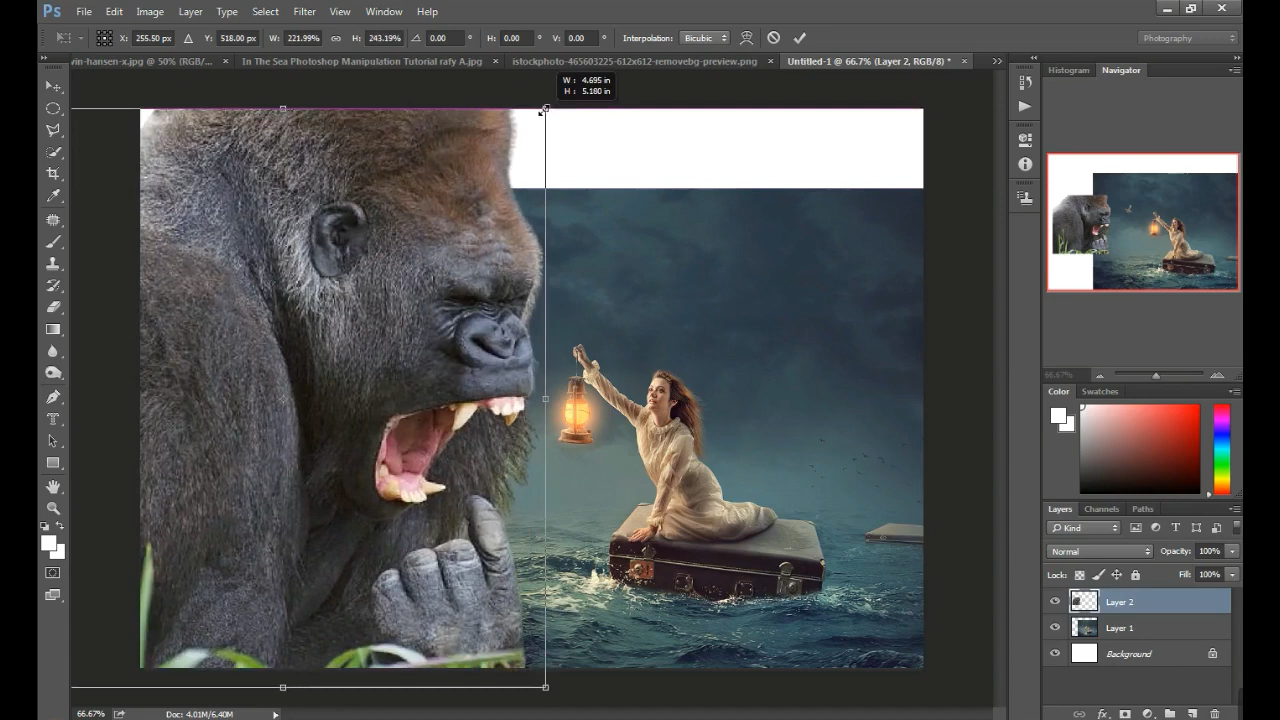 Ps File Edit Image Layer Type Select Filter View Window Help
X: 255.50 px Y: 518.00 px W: 221.99% H: 243.19% 0.00 ° H: 0.00 ° V: 0.00 ° Interpolation: Bicubic Photography
vin-hansen-x.jpg @ 50% (RGB/... × In The Sea Photoshop Manipulation Tutorial rafy A.jpg × istockphoto-465603225-612x612-removebg-preview.png × Untitled-1 @ 66.7% (Layer 2, RGB/8) * ×
Histogram Navigator
W : 4.695 in
H : 5.180 in
66.67%
Color Swatches
Layers Channels Paths
Kind
Normal Opacity: 100%
Lock: Fill: 100%
Layer 2
Layer 1
Background
66.67% Doc: 4.01M/6.40M